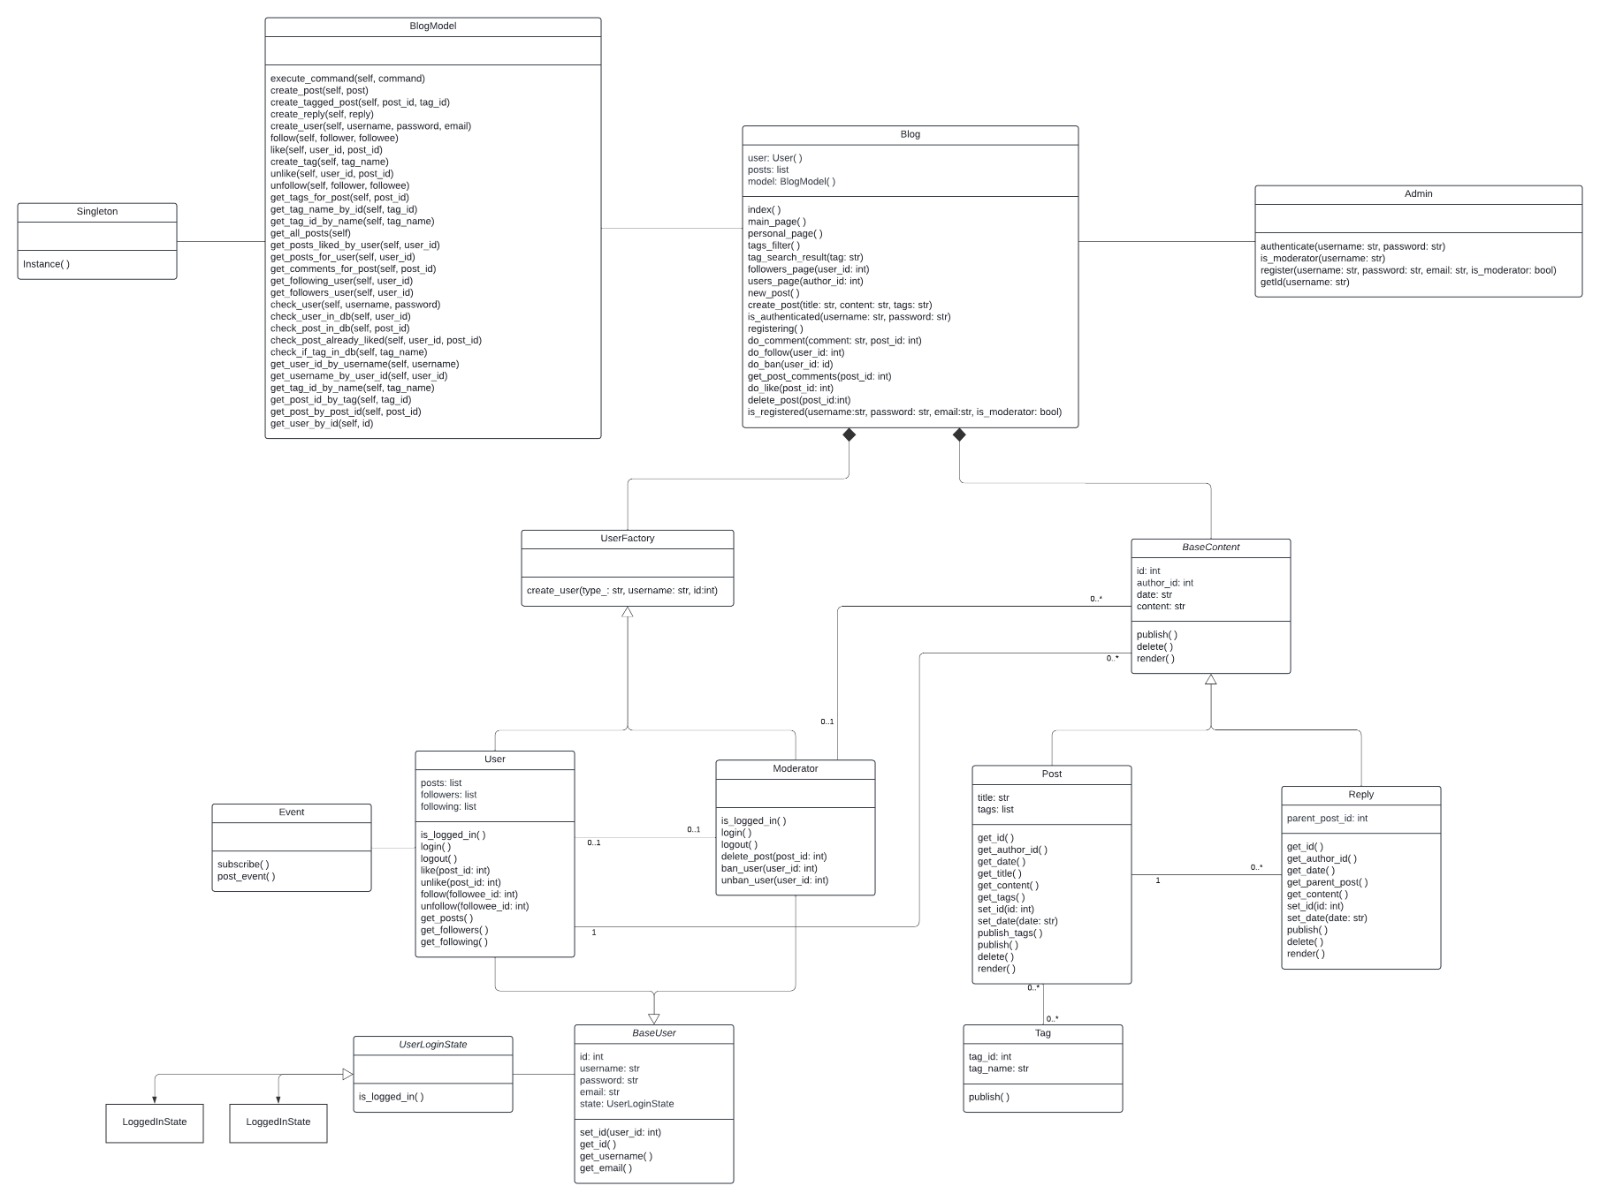 BlogModel
execute_command(self, command)
create_post(self, post)
create_tagged_post(self, post_id, tag_id)
create_reply(self, reply)
create_user(self, username, password, email)
follow(self, follower, followee)
like(self, user_id, post_id)
create_tag(self, tag_name)
unlike(self, user_id, post_id)
unfollow(self, follower, followee)
get_tags_for_post(self, post_id)
get_tag_name_by_id(self, tag_id)
get_tag_id_by_name(self, tag_name)
get_all_posts(self)
get_posts_liked_by_user(self, user_id)
get_posts_for_user(self, user_id)
get_comments_for_post(self, post_id)
get_following_user(self, user_id)
get_followers_user(self, user_id)
check_user(self, username, password)
check_user_in_db(self, user_id)
check_post_in_db(self, post_id)
check_post_already_liked(self, user_id, post_id)
check_if_tag_in_db(self, tag_name)
get_user_id_by_username(self, username)
get_username_by_user_id(self, user_id)
get_tag_id_by_name(self, tag_name)
get_post_id_by_tag(self, tag_id)
get_post_by_post_id(self, post_id)
get_user_by_id(self, id)
Singleton
Instance( )
Blog
user: User( )
posts: list
model: BlogModel( )
index( )
main_page( )
personal_page( )
tags_filter( )
tag_search_result(tag: str)
followers_page(user_id: int)
users_page(author_id: int)
new_post( )
create_post(title: str, content: str, tags: str)
is_authenticated(username: str, password: str)
registering( )
do_comment(comment: str, post_id: int)
do_follow(user_id: int)
do_ban(user_id: id)
get_post_comments(post_id: int)
do_like(post_id: int)
delete_post(post_id:int)
is_registered(username:str, password: str, email:str, is_moderator: bool)
Admin
authenticate(username: str, password: str)
is_moderator(username: str)
register(username: str, password: str, email: str, is_moderator: bool)
getId(username: str)
UserFactory
create_user(type_: str, username: str, id:int)
BaseContent
id: int
author_id: int
date: str
content: str
publish( )
delete( )
render( )
0..*
0..*
0..1
User
posts: list
followers: list
following: list
is_logged_in( )
login( )
logout( )
like(post_id: int)
unlike(post_id: int)
follow(followee_id: int)
unfollow(followee_id: int)
get_posts( )
get_followers( )
get_following( )
0..1
0..1
1
Moderator
is_logged_in( )
login( )
logout( )
delete_post(post_id: int)
ban_user(user_id: int)
unban_user(user_id: int)
Event
subscribe( )
post_event( )
Post
title: str
tags: list
get_id( )
get_author_id( )
get_date( )
get_title( )
get_content( )
get_tags( )
set_id(id: int)
set_date(date: str)
publish_tags( )
publish( )
delete( )
render( )
1
0..*
Reply
parent_post_id: int
get_id( )
get_author_id( )
get_date( )
get_parent_post( )
get_content( )
set_id(id: int)
set_date(date: str)
publish( )
delete( )
render( )
0..*
0..*
Tag
tag_id: int
tag_name: str
publish( )
BaseUser
id: int
username: str
password: str
email: str
state: UserLoginState
set_id(user_id: int)
get_id( )
get_username( )
get_email( )
UserLoginState
is_logged_in( )
LoggedInState
LoggedInState